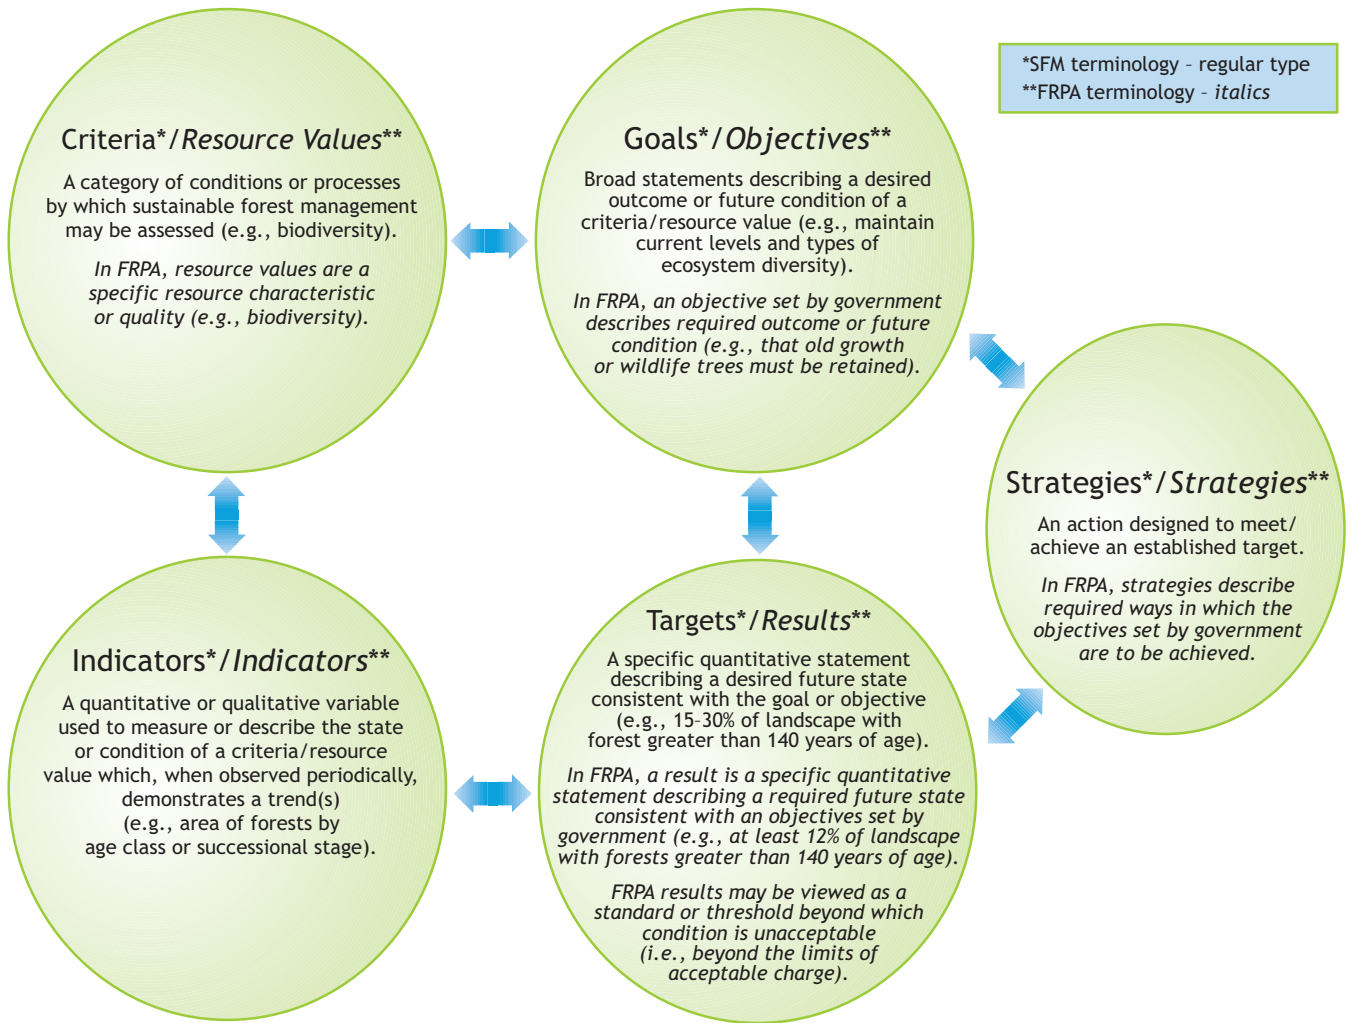 Criteria*/Resource Values**
A category of conditions or processes
by which sustainable forest management
may be assessed (e.g., biodiversity).
In FRPA, resource values are a
specific resource characteristic
or quality (e.g., biodiversity).
Goals*/Objectives**
Broad statements describing a desired
outcome or future condition of a
criteria/resource value (e.g., maintain
current levels and types of
ecosystem diversity).
In FRPA, an objective set by government
describes required outcome or future
condition (e.g., that old growth
or wildlife trees must be retained).
*SFM terminology – regular type
**FRPA terminology – italics
Strategies*/Strategies**
An action designed to meet/
achieve an established target.
In FRPA, strategies describe
required ways in which the
objectives set by government
are to be achieved.
Indicators*/Indicators**
A quantitative or qualitative variable
used to measure or describe the state
or condition of a criteria/resource
value which, when observed periodically,
demonstrates a trend(s)
(e.g., area of forests by
age class or successional stage).
Targets*/Results**
A specific quantitative statement
describing a desired future state
consistent with the goal or objective
(e.g., 15–30% of landscape with
forest greater than 140 years of age).
In FRPA, a result is a specific quantitative
statement describing a required future state
consistent with an objectives set by
government (e.g., at least 12% of landscape
with forests greater than 140 years of age).
FRPA results may be viewed as a
standard or threshold beyond which
condition is unacceptable
(i.e., beyond the limits of
acceptable charge).